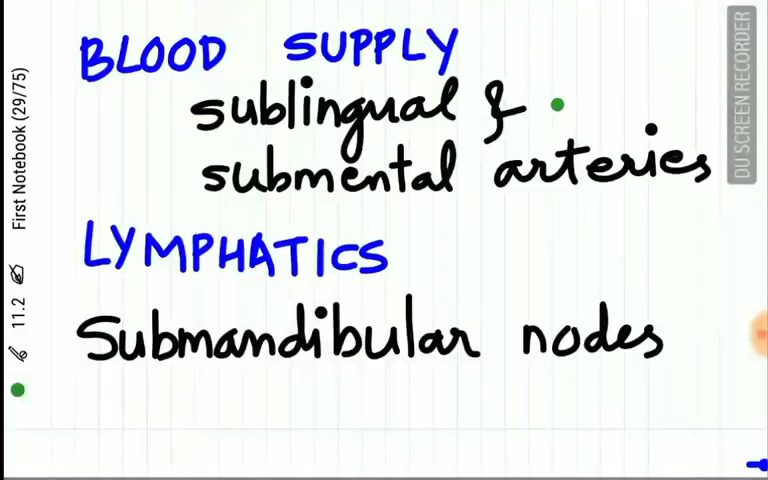 BLOOD SUPPLY
sublingual &
submental arteries
LYMPHATICS
Submandibular nodes
First Notebook (29/75)
11.2
DU SCREEN RECORDER